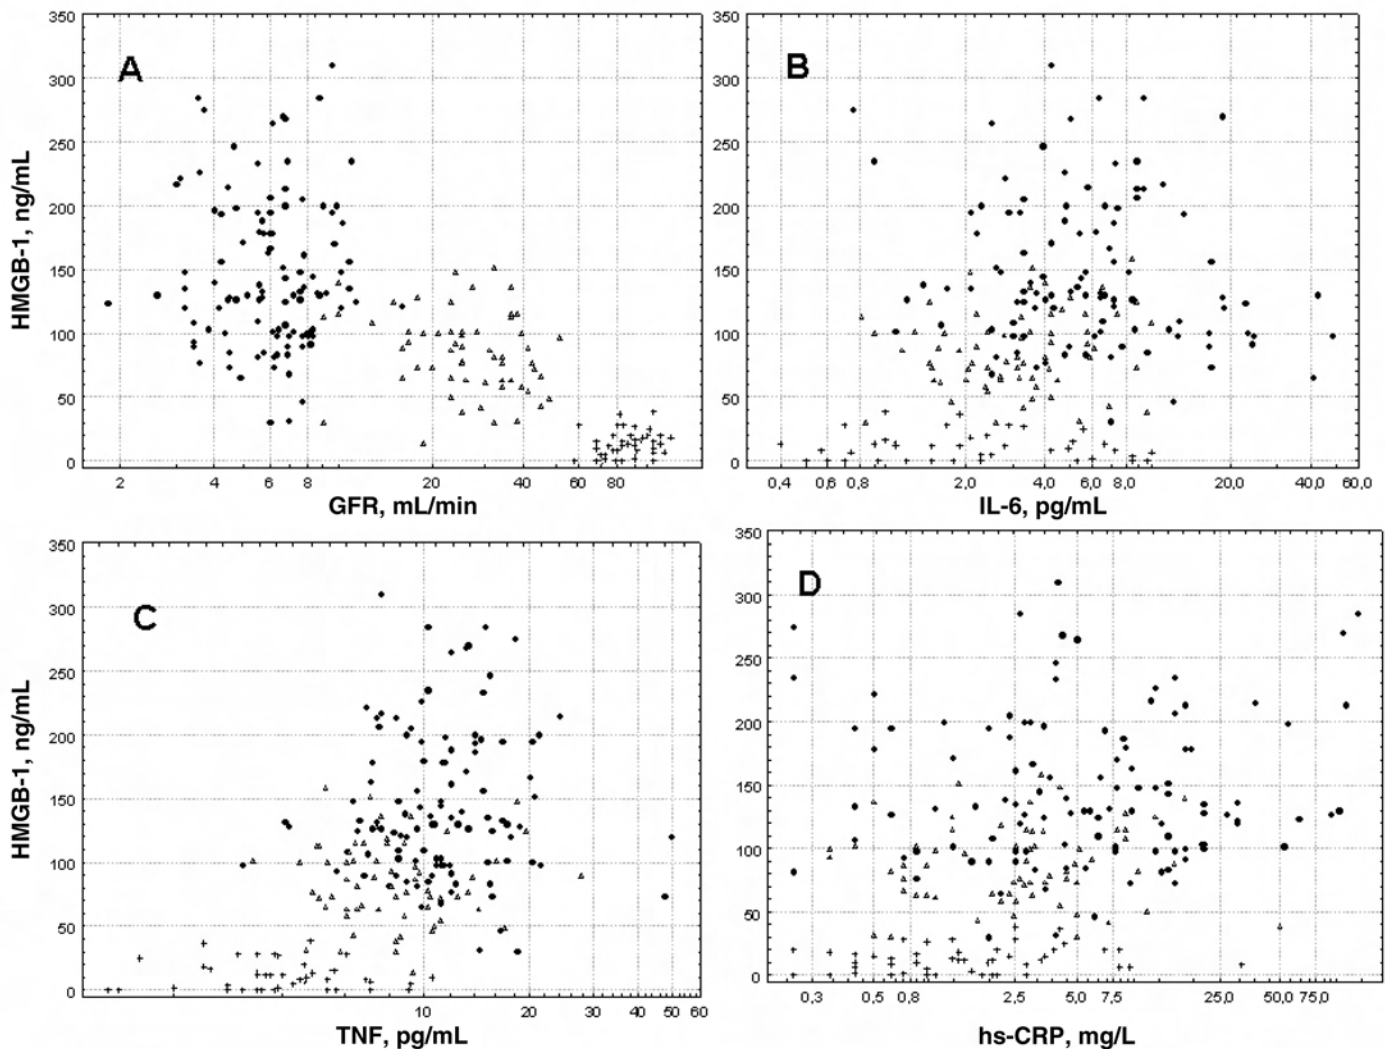 A
HMGB-1, ng/mL
350
300
250
200
150
100
50
0
2 4 6 8 20 40 60 80
GFR, mL/min
B
350
300
250
200
150
100
50
0
0,4 0,6 0,8 2,0 4,0 6,0 8,0 20,0 40,0 60,0
IL-6, pg/mL
C
HMGB-1, ng/mL
350
300
250
200
150
100
50
0
10 20 30 40 50 60
TNF, pg/mL
D
350
300
250
200
150
100
50
0
0,3 0,5 0,8 2,5 5,0 7,5 25,0 50,0 75,0
hs-CRP, mg/L